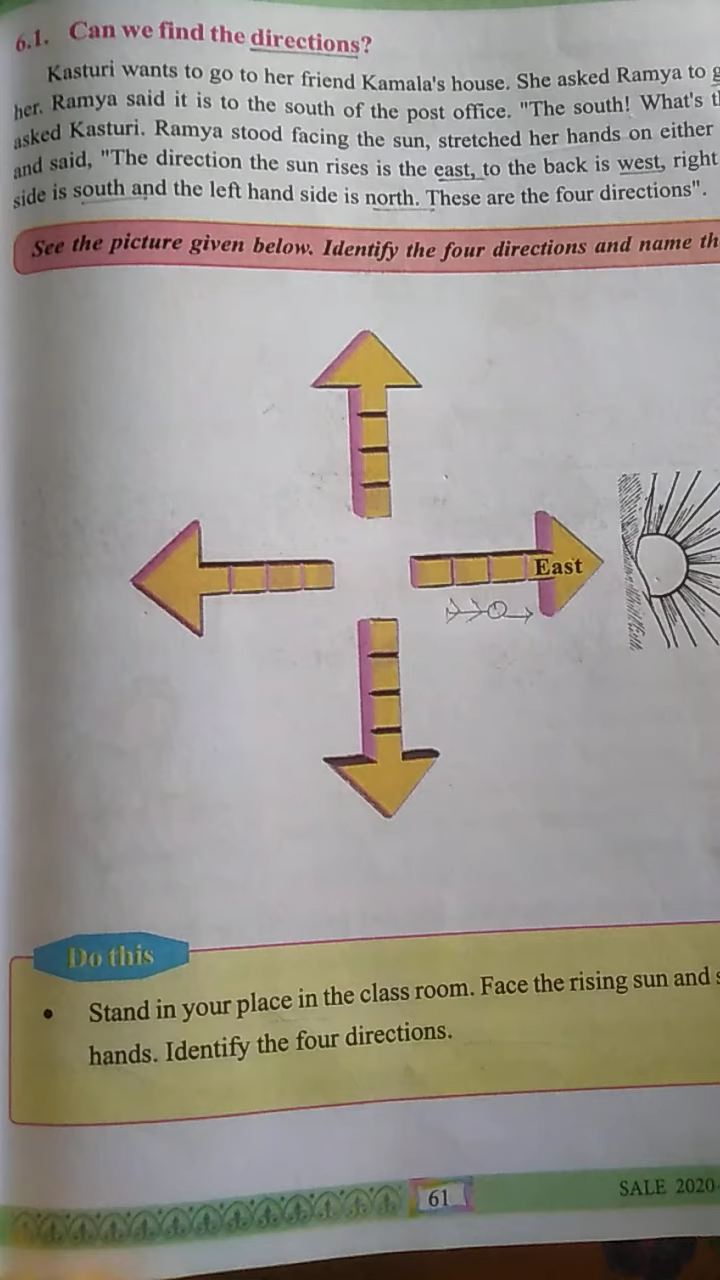 6.1. Can we find the directions?
Kasturi wants to go to her friend Kamala's house. She asked Ramya to
her. Ramya said it is to the south of the post office. "The south! What's
asked Kasturi. Ramya stood facing the sun, stretched her hands on either
and said, "The direction the sun rises is the east, to the back is west, right
side is south and the left hand side is north. These are the four directions".
See the picture given below. Identify the four directions and name
East
Do this
• Stand in your place in the class room. Face the rising sun and
hands. Identify the four directions.
61
SALE 2020